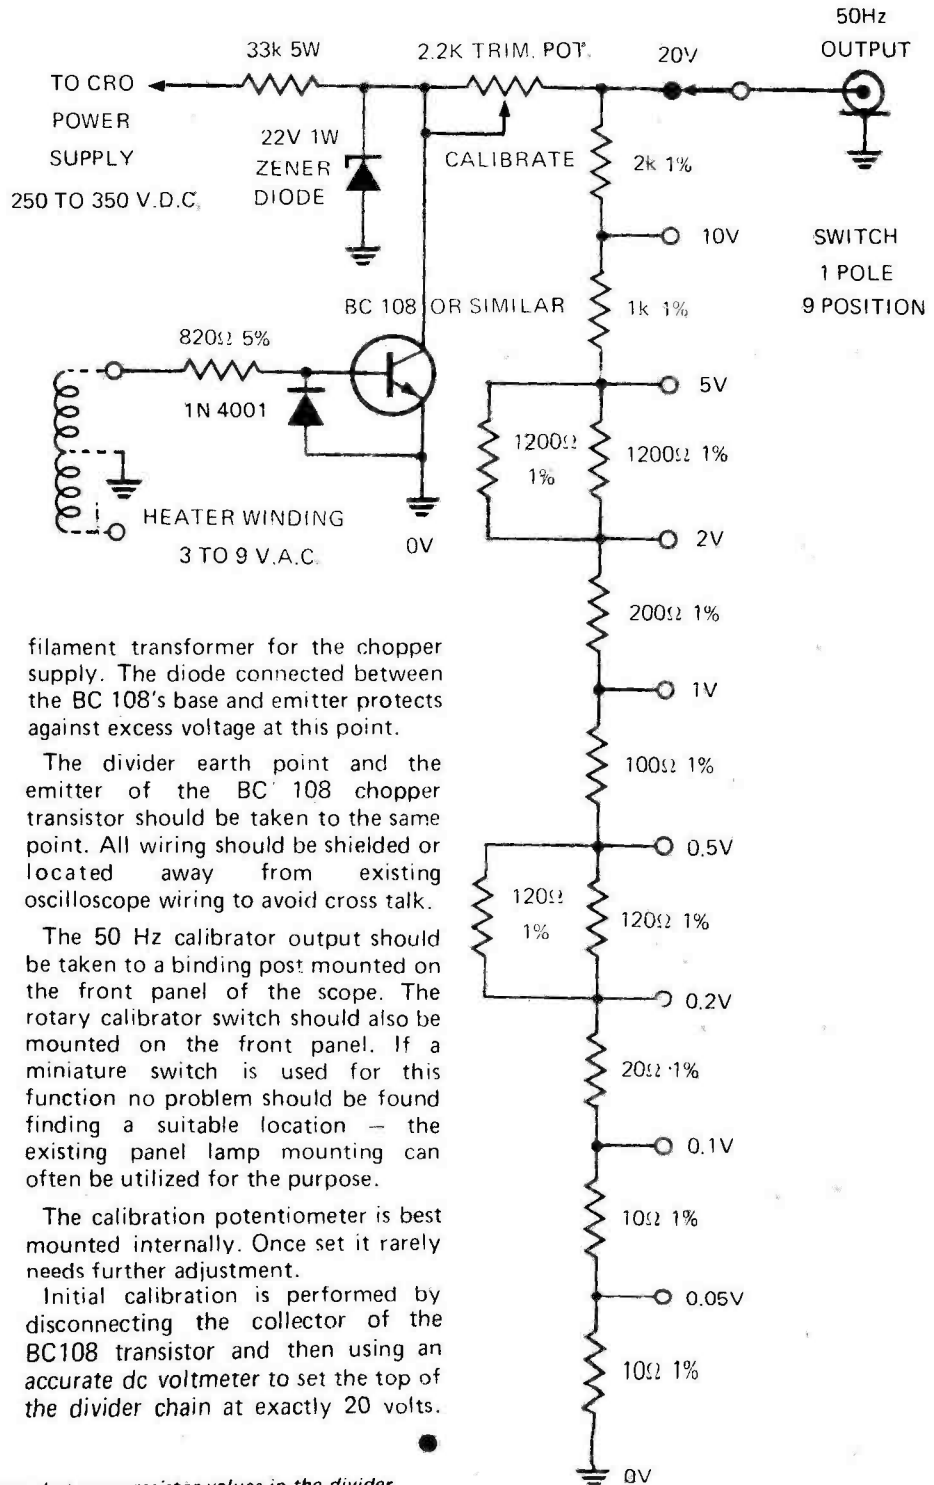 50Hz
OUTPUT
33k 5W
2.2K TRIM. POT.
20V
TO CRO
POWER
SUPPLY
250 TO 350 V.D.C.
22V 1W
ZENER
DIODE
CALIBRATE
2k 1%
10V
SWITCH
1 POLE
9 POSITION
BC 108 OR SIMILAR
1k 1%
820Ω 5%
5V
1N 4001
1200Ω
1%
1200Ω 1%
HEATER WINDING
3 TO 9 V.A.C.
0V
2V
200Ω 1%
1V
100Ω 1%
0.5V
120Ω
1%
120Ω 1%
0.2V
20Ω 1%
0.1V
10Ω 1%
0.05V
10Ω 1%
0V
filament transformer for the chopper
supply. The diode connected between
the BC 108's base and emitter protects
against excess voltage at this point.
The divider earth point and the
emitter of the BC 108 chopper
transistor should be taken to the same
point. All wiring should be shielded or
located away from existing
oscilloscope wiring to avoid cross talk.
The 50 Hz calibrator output should
be taken to a binding post mounted on
the front panel of the scope. The
rotary calibrator switch should also be
mounted on the front panel. If a
miniature switch is used for this
function no problem should be found
finding a suitable location — the
existing panel lamp mounting can
often be utilized for the purpose.
The calibration potentiometer is best
mounted internally. Once set it rarely
needs further adjustment.
Initial calibration is performed by
disconnecting the collector of the
BC108 transistor and then using an
accurate dc voltmeter to set the top of
the divider chain at exactly 20 volts.
resistor values in the divider